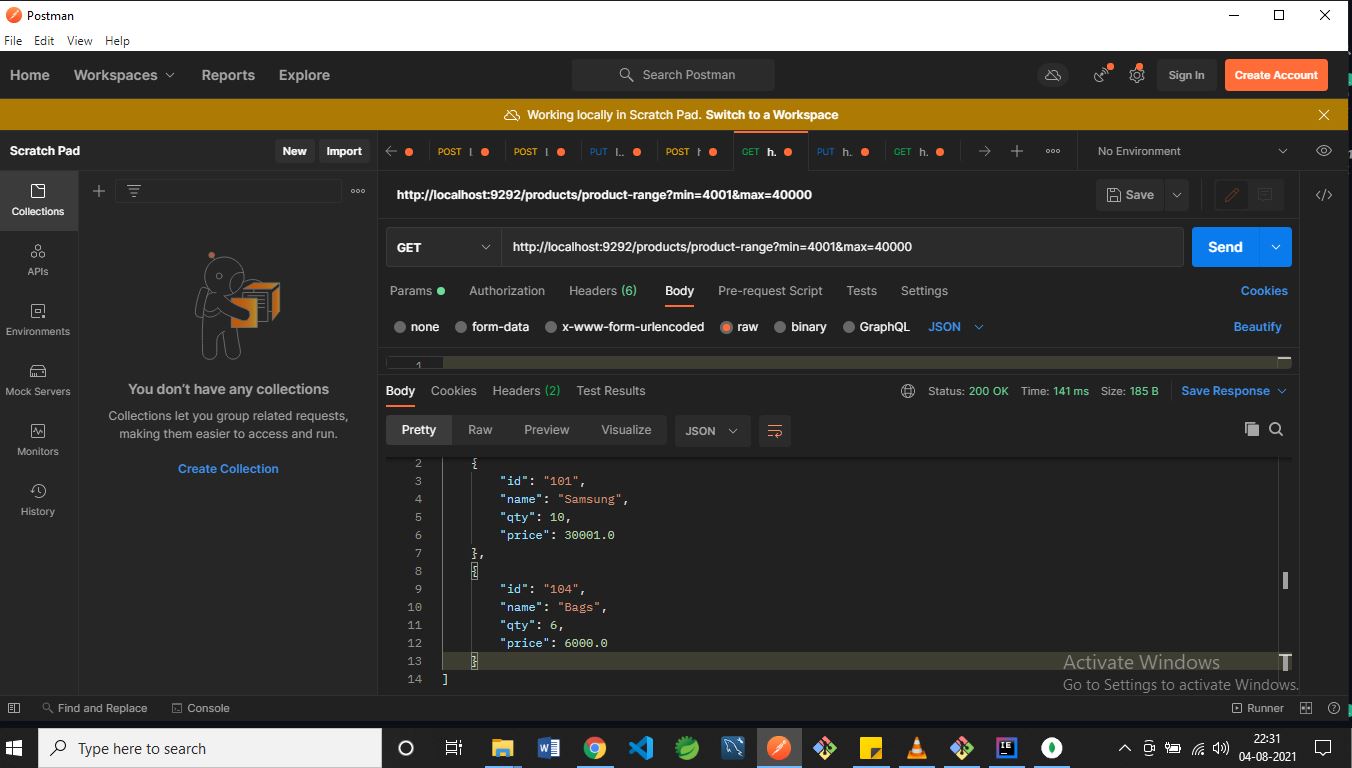 Postman
File Edit View Help
Home Workspaces Reports Explore Search Postman Sign In Create Account
Working locally in Scratch Pad. Switch to a Workspace
Scratch Pad New Import POST l POST l PUT l.. POST GET h. PUT h. GET h. No Environment
Collections
http://localhost:9292/products/product-range?min=4001&max=40000 Save
GET http://localhost:9292/products/product-range?min=4001&max=40000 Send
APIs
Params Authorization Headers (6) Body Pre-request Script Tests Settings Cookies
Environments
none form-data x-www-form-urlencoded raw binary GraphQL JSON Beautify
1
Mock Servers
You don't have any collections
Body Cookies Headers (2) Test Results Status: 200 OK Time: 141 ms Size: 185 B Save Response
Collections let you group related requests,
making them easier to access and run.
Pretty Raw Preview Visualize JSON
Monitors
Create Collection
History
2 {
3 "id": "101",
4 "name": "Samsung",
5 "qty": 10,
6 "price": 30001.0
7 },
8 {
9 "id": "104",
10 "name": "Bags",
11 "qty": 6,
12 "price": 6000.0
13 }
14 ]
Activate Windows
Go to Settings to activate Windows.
Find and Replace Console Runner
Type here to search
22:31
04-08-2021